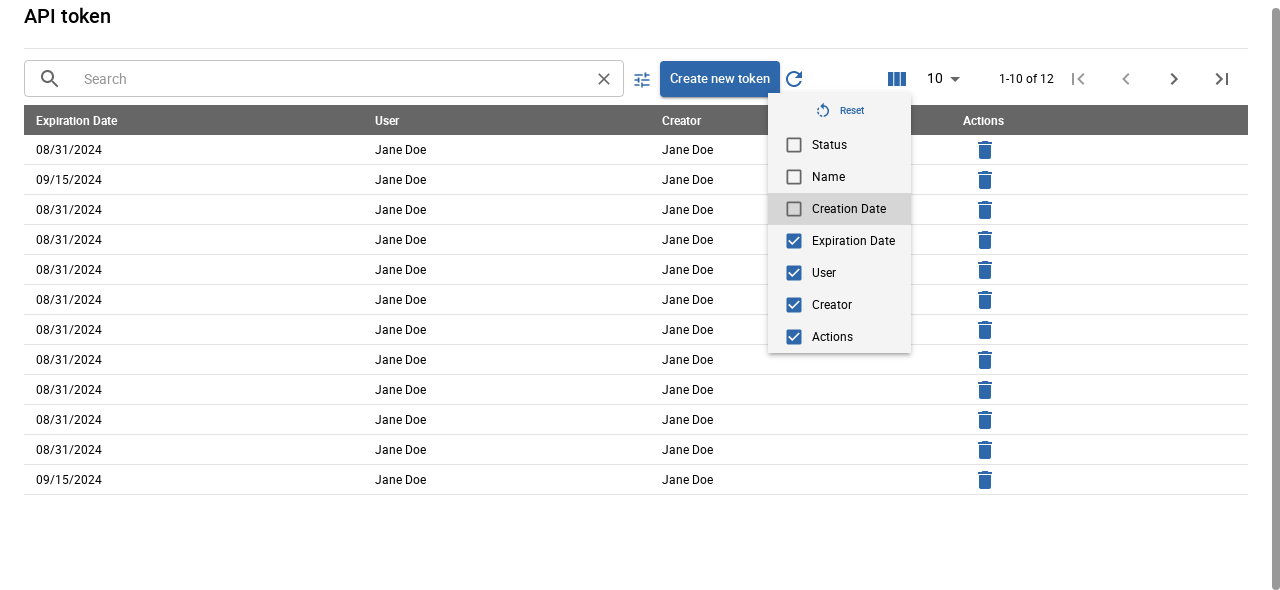 API token
Search
Create new token
10
1-10 of 12
Reset
Status
Name
Creation Date
Expiration Date
User
Creator
Actions
Expiration Date User Creator Actions
08/31/2024 Jane Doe Jane Doe
09/15/2024 Jane Doe Jane Doe
08/31/2024 Jane Doe Jane Doe
08/31/2024 Jane Doe Jane Doe
08/31/2024 Jane Doe Jane Doe
08/31/2024 Jane Doe Jane Doe
08/31/2024 Jane Doe Jane Doe
08/31/2024 Jane Doe Jane Doe
08/31/2024 Jane Doe Jane Doe
08/31/2024 Jane Doe Jane Doe
08/31/2024 Jane Doe Jane Doe
09/15/2024 Jane Doe Jane Doe